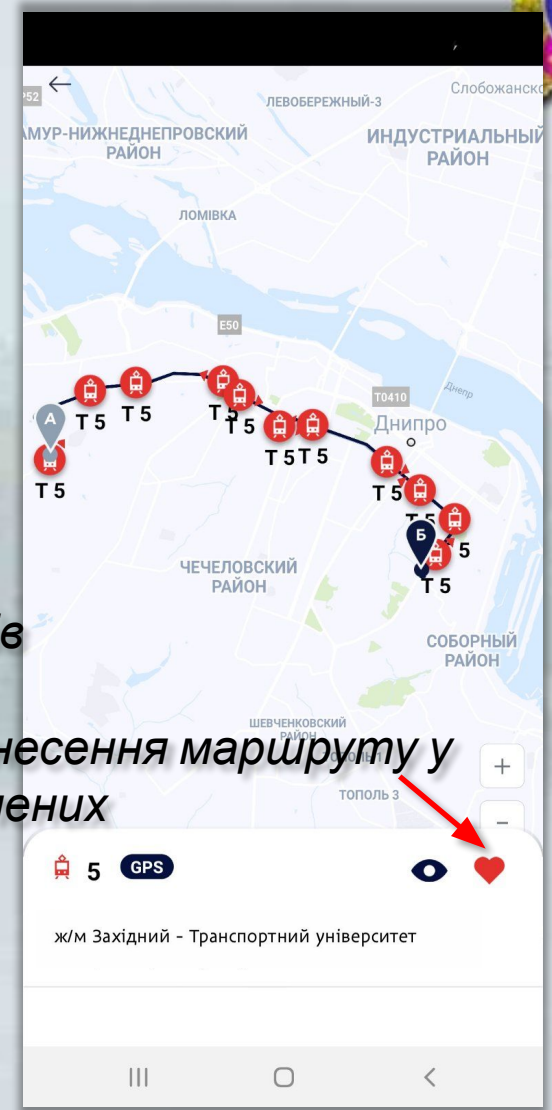 P52
Слобожанско
ЛЕВОБЕРЕЖНЫЙ-3
АМУР-НИЖНЕДНЕПРОВСКИЙ
РАЙОН
ИНДУСТРИАЛЬНЫЙ
РАЙОН
ЛОМІВКА
E50
T0410
Днепр
Днипро
А
T 5
T 5
T 5
T 5
T 5
T 5
T 5
T 5
T 5
5
Б
T 5
ЧЕЧЕЛОВСКИЙ
РАЙОН
СОБОРНЫЙ
РАЙОН
ів
ШЕВЧЕНКОВСКИЙ
РАЙОН
несення маршруту у
ТОПОЛЬ 3
лених
+
−
5 GPS
ж/м Західний - Транспортний університет